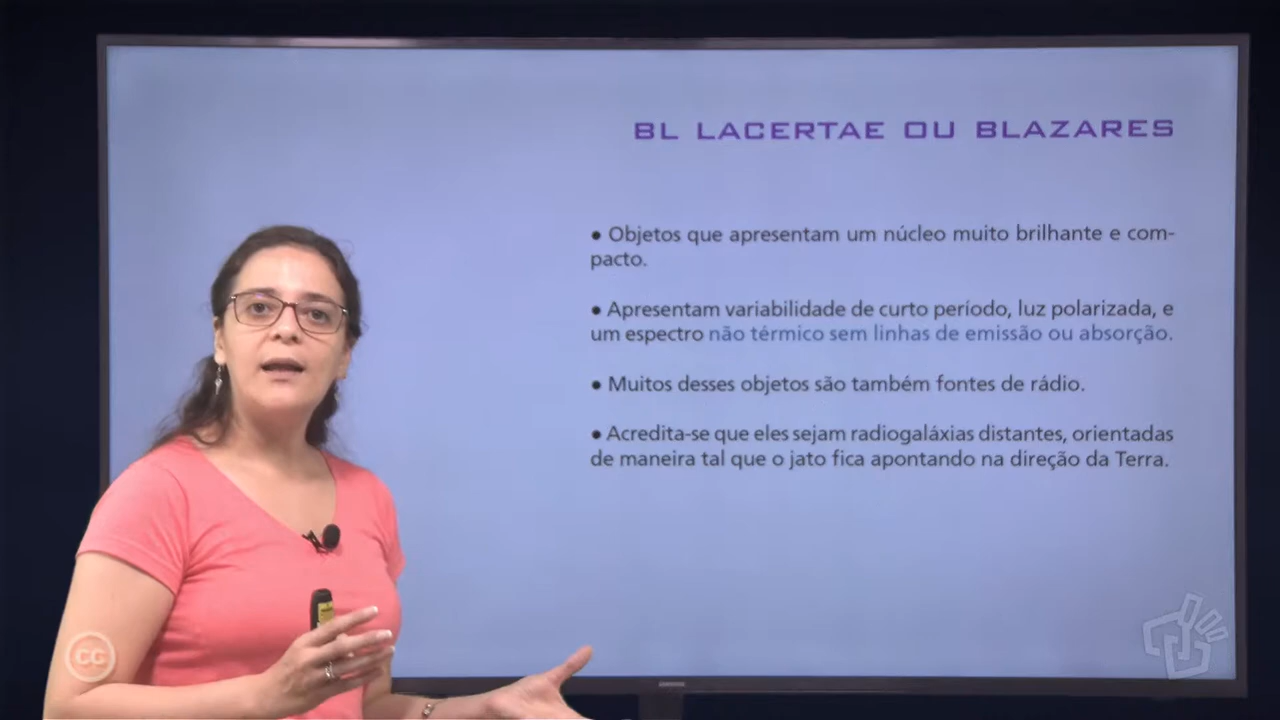 BL LACERTAE OU BLAZARES
• Objetos que apresentam um núcleo muito brilhante e com-
pacto.
• Apresentam variabilidade de curto período, luz polarizada, e
um espectro não térmico sem linhas de emissão ou absorção.
• Muitos desses objetos são também fontes de rádio.
• Acredita-se que eles sejam radiogaláxias distantes, orientadas
de maneira tal que o jato fica apontando na direção da Terra.
CC